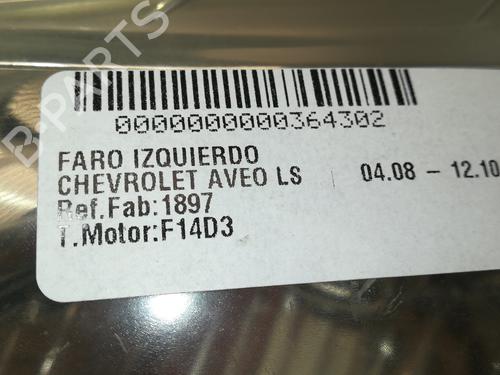 B-PARTS
0000000000364302
FARO IZQUIERDO
CHEVROLET AVEO LS | 04.08 - 12.10
Ref.Fab:1897
T.Motor:F14D3